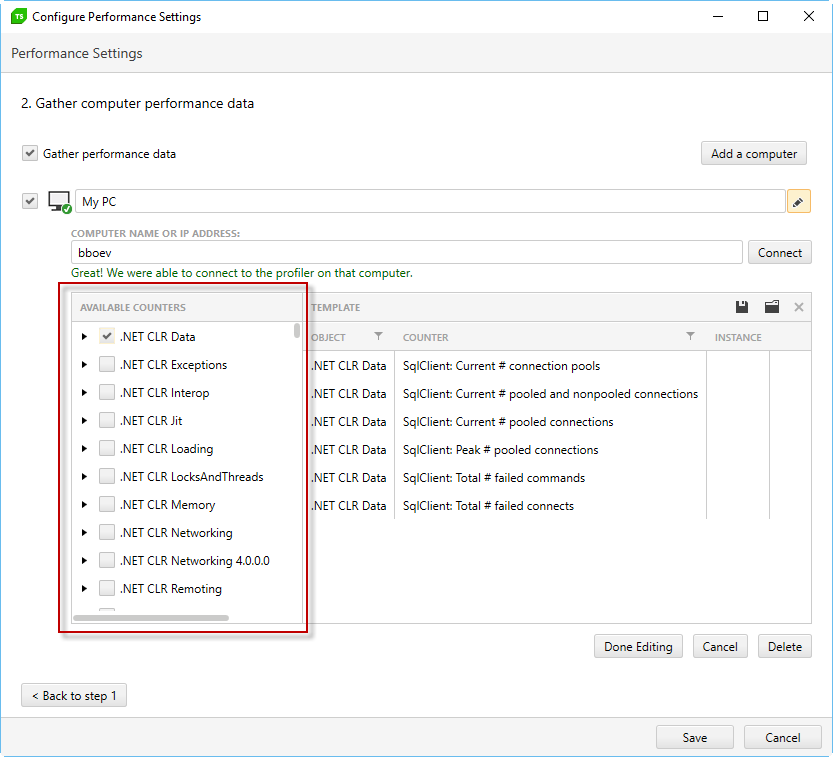 TS Configure Performance Settings
Performance Settings
2. Gather computer performance data
Gather performance data
Add a computer
My PC
COMPUTER NAME OR IP ADDRESS:
bboev
Connect
Great! We were able to connect to the profiler on that computer.
AVAILABLE COUNTERS
.NET CLR Data
.NET CLR Exceptions
.NET CLR Interop
.NET CLR Jit
.NET CLR Loading
.NET CLR LocksAndThreads
.NET CLR Memory
.NET CLR Networking
.NET CLR Networking 4.0.0.0
.NET CLR Remoting
TEMPLATE
OBJECT COUNTER INSTANCE
.NET CLR Data SqlClient: Current # connection pools
.NET CLR Data SqlClient: Current # pooled and nonpooled connections
.NET CLR Data SqlClient: Current # pooled connections
.NET CLR Data SqlClient: Peak # pooled connections
.NET CLR Data SqlClient: Total # failed commands
.NET CLR Data SqlClient: Total # failed connects
Done Editing Cancel Delete
< Back to step 1
Save Cancel